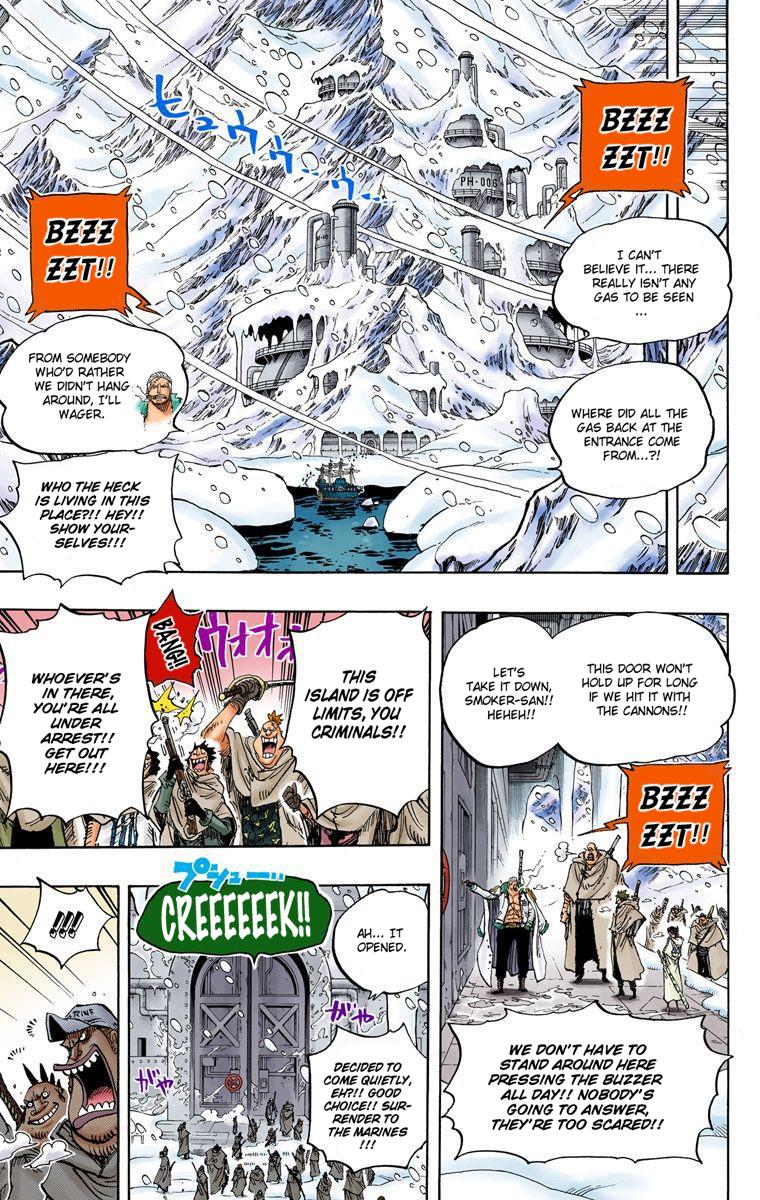 BZZZ
ZZT!!
I CAN'T
BELIEVE IT... THERE
REALLY ISN'T ANY
GAS TO BE SEEN
...
PH-006
ヒュウウウ...
WHERE DID ALL THE
GAS BACK AT THE
ENTRANCE COME
FROM...?!
BZZZ
ZZT!!
FROM SOMEBODY
WHO'D RATHER
WE DIDN'T HANG
AROUND, I'LL
WAGER.
WHO THE HECK
IS LIVING IN THIS
PLACE?!! HEY!!
SHOW YOUR-
SELVES!!!
THIS DOOR WON'T
HOLD UP FOR LONG
IF WE HIT IT WITH
THE CANNONS!!
LET'S
TAKE IT DOWN,
SMOKER-SAN!!
HEHEH!!
BZZZ
ZZT!!
WE DON'T HAVE TO
STAND AROUND HERE
PRESSING THE BUZZER
ALL DAY!! NOBODY'S
GOING TO ANSWER,
THEY'RE TOO SCARED!!
THIS
ISLAND IS OFF
LIMITS, YOU
CRIMINALS!!
ウオオオ
BANG!!
WHOEVER'S
IN THERE,
YOU'RE ALL
UNDER
ARREST!!
GET OUT
HERE!!!
プシュー!!
CREEEEEEK!!
AH... IT
OPENED.
ガヤ
ガヤ
DECIDED TO
COME QUIETLY,
EH?!! GOOD
CHOICE!! SUR-
RENDER TO
THE MARINES
!!!
!!!
ARINE